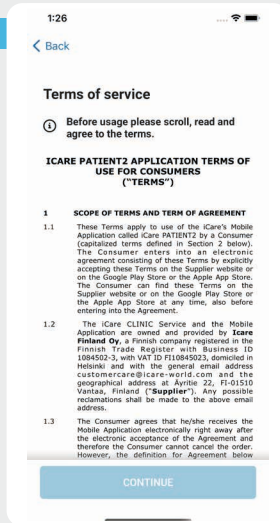 1:26
Back
Terms of service
Before usage please scroll, read and
agree to the terms.
ICARE PATIENT2 APPLICATION TERMS OF
USE FOR CONSUMERS
("TERMS")
1 SCOPE OF TERMS AND TERM OF AGREEMENT
1.1 These Terms apply to use of the iCare's Mobile
Application called iCare PATIENT2 by a Consumer
(capitalized terms defined in Section 2 below).
The Consumer enters into an electronic
agreement consisting of these Terms by explicitly
accepting these Terms on the Supplier website or
on the Google Play Store or the Apple App Store.
The Consumer can find these Terms on the
Supplier website or on the Google Play Store or
the Apple App Store at any time, also before
entering into the Agreement.
1.2 The iCare CLINIC Service and the Mobile
Application are owned and provided by Icare
Finland Oy, a Finnish company registered in the
Finnish Trade Register with Business ID
1084502-3, with VAT ID FI10845023, domiciled in
Helsinki and with the general email address
customercare@icare-world.com and the
geographical address at Äyritie 22, FI-01510
Vantaa, Finland ("Supplier"). Any possible
reclamations shall be made to the above email
address.
1.3 The Consumer agrees that he/she receives the
Mobile Application electronically right away after
the electronic acceptance of the Agreement and
therefore the Consumer cannot cancel the order.
However, the definition for Agreement below
CONTINUE